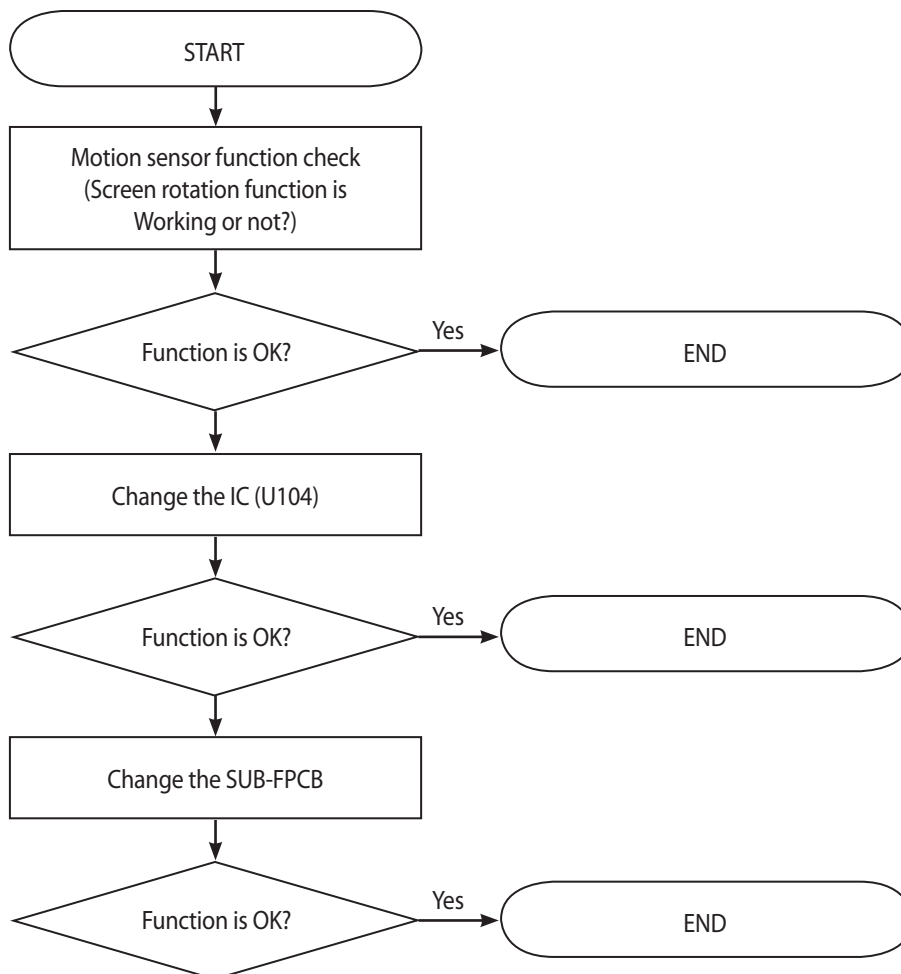 START
Motion sensor function check
(Screen rotation function is
Working or not?)
Function is OK?
Yes
END
Change the IC (U104)
Function is OK?
Yes
END
Change the SUB-FPCB
Function is OK?
Yes
END